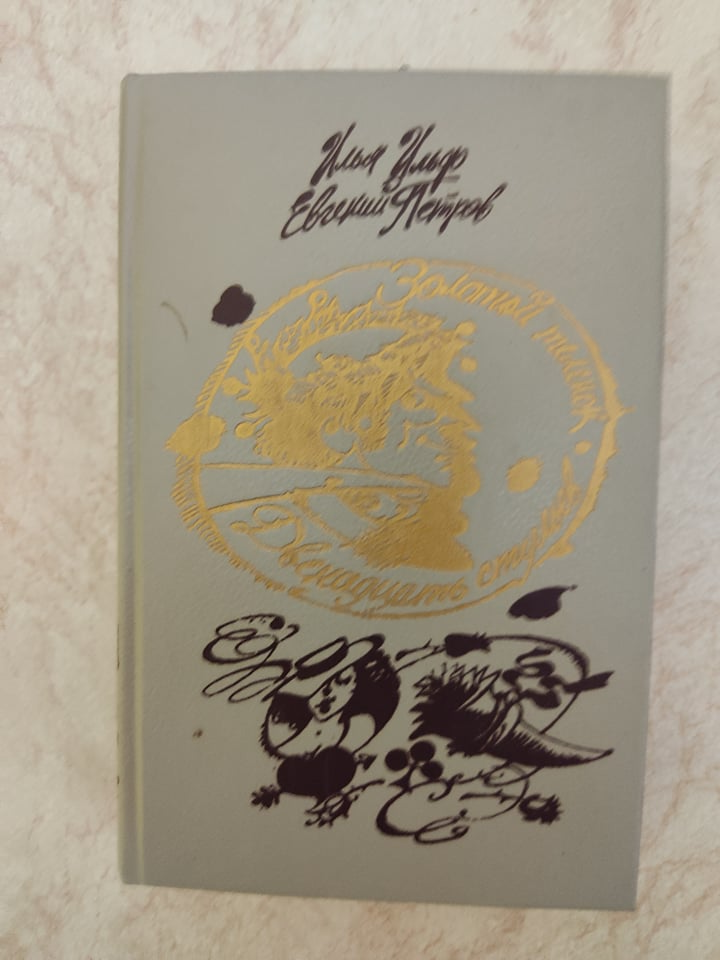 Илья Ильф
Евгений Петров
Золотой теленок
Двенадцать стульев